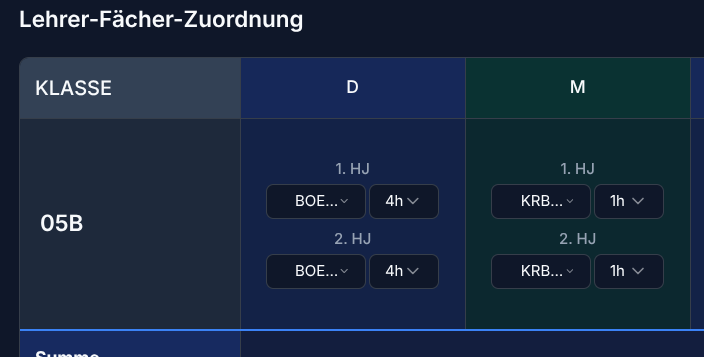 Lehrer-Fächer-Zuordnung
KLASSE D M
1. HJ 1. HJ
BOE... 4h KRB... 1h
05B
2. HJ 2. HJ
BOE... 4h KRB... 1h
Summe